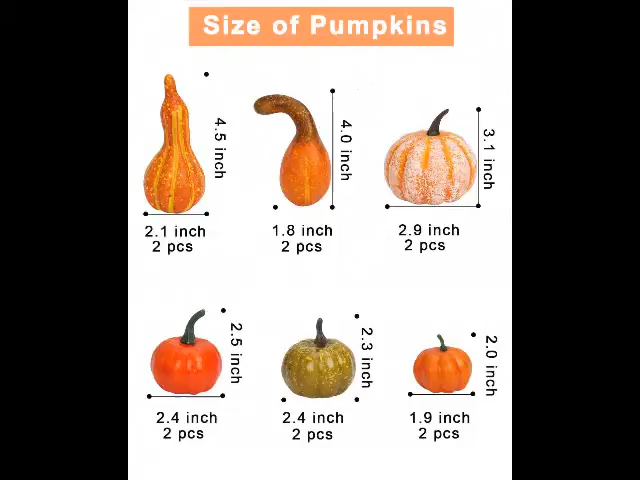 Size of Pumpkins
4.5 inch
4.0 inch
3.1 inch
2.1 inch
2 pcs
1.8 inch
2 pcs
2.9 inch
2 pcs
2.5 inch
2.3 inch
2.0 inch
2.4 inch
2 pcs
2.4 inch
2 pcs
1.9 inch
2 pcs